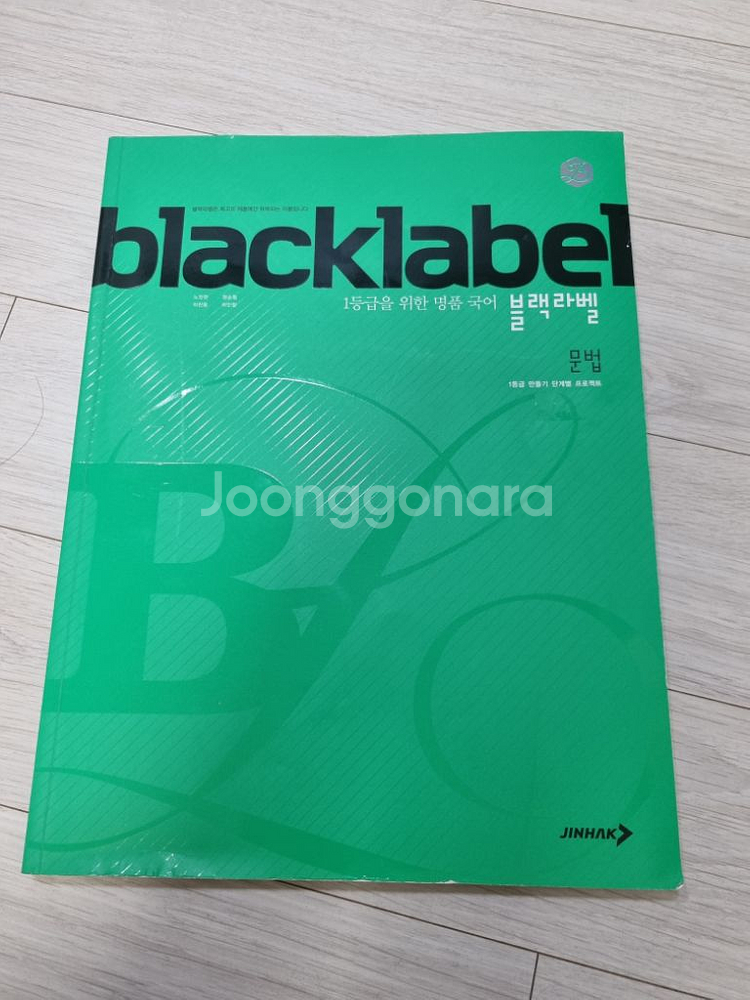 blacklabel
1등급을 위한 명품 국어 블랙라벨
문법
1등급 만들기 단계별 프로젝트
Joonggonara
JINHAK